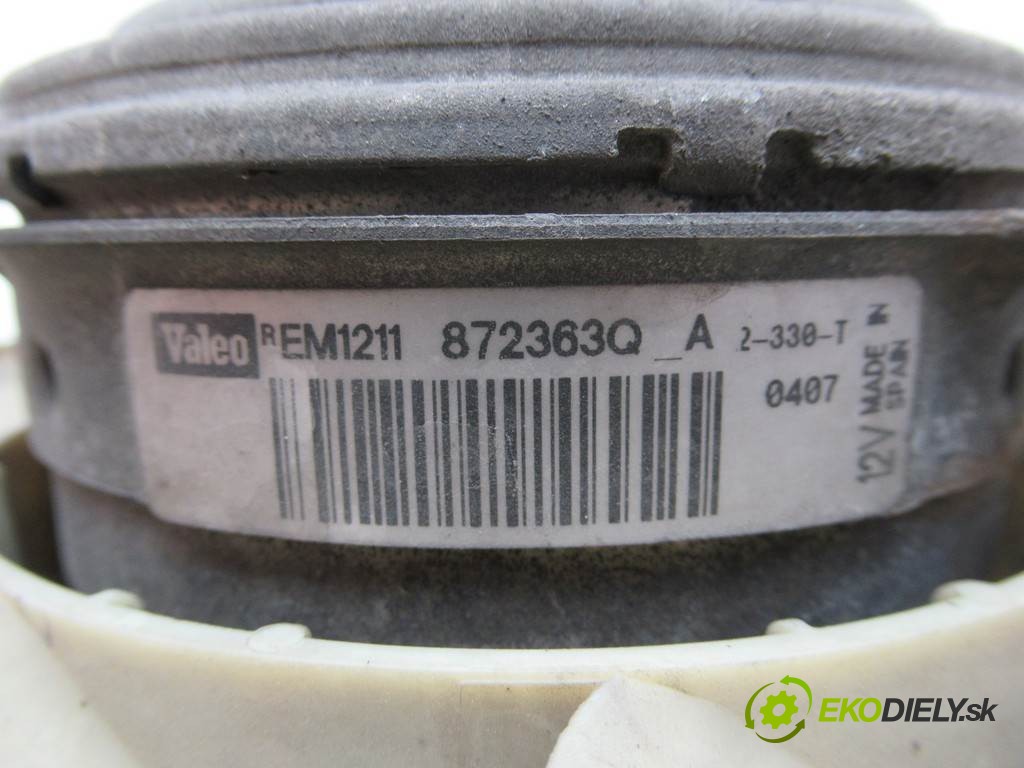 Valeo REM1211 872363Q _A 2-330-T
0407
12V MADE IN
SPAIN
EKODIELY.sk